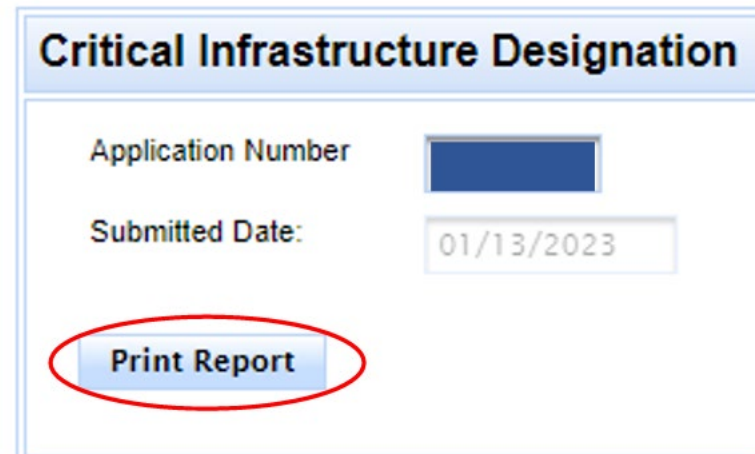 Critical Infrastructure Designation
Application Number
Submitted Date:
01/13/2023
Print Report